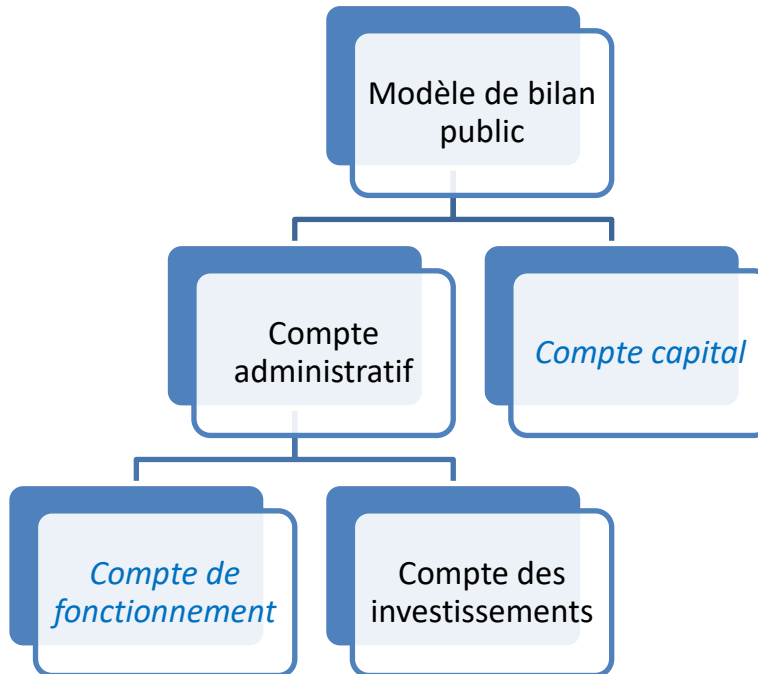 Modèle de bilan
public
Compte
administratif
Compte capital
Compte de
fonctionnement
Compte des
investissements